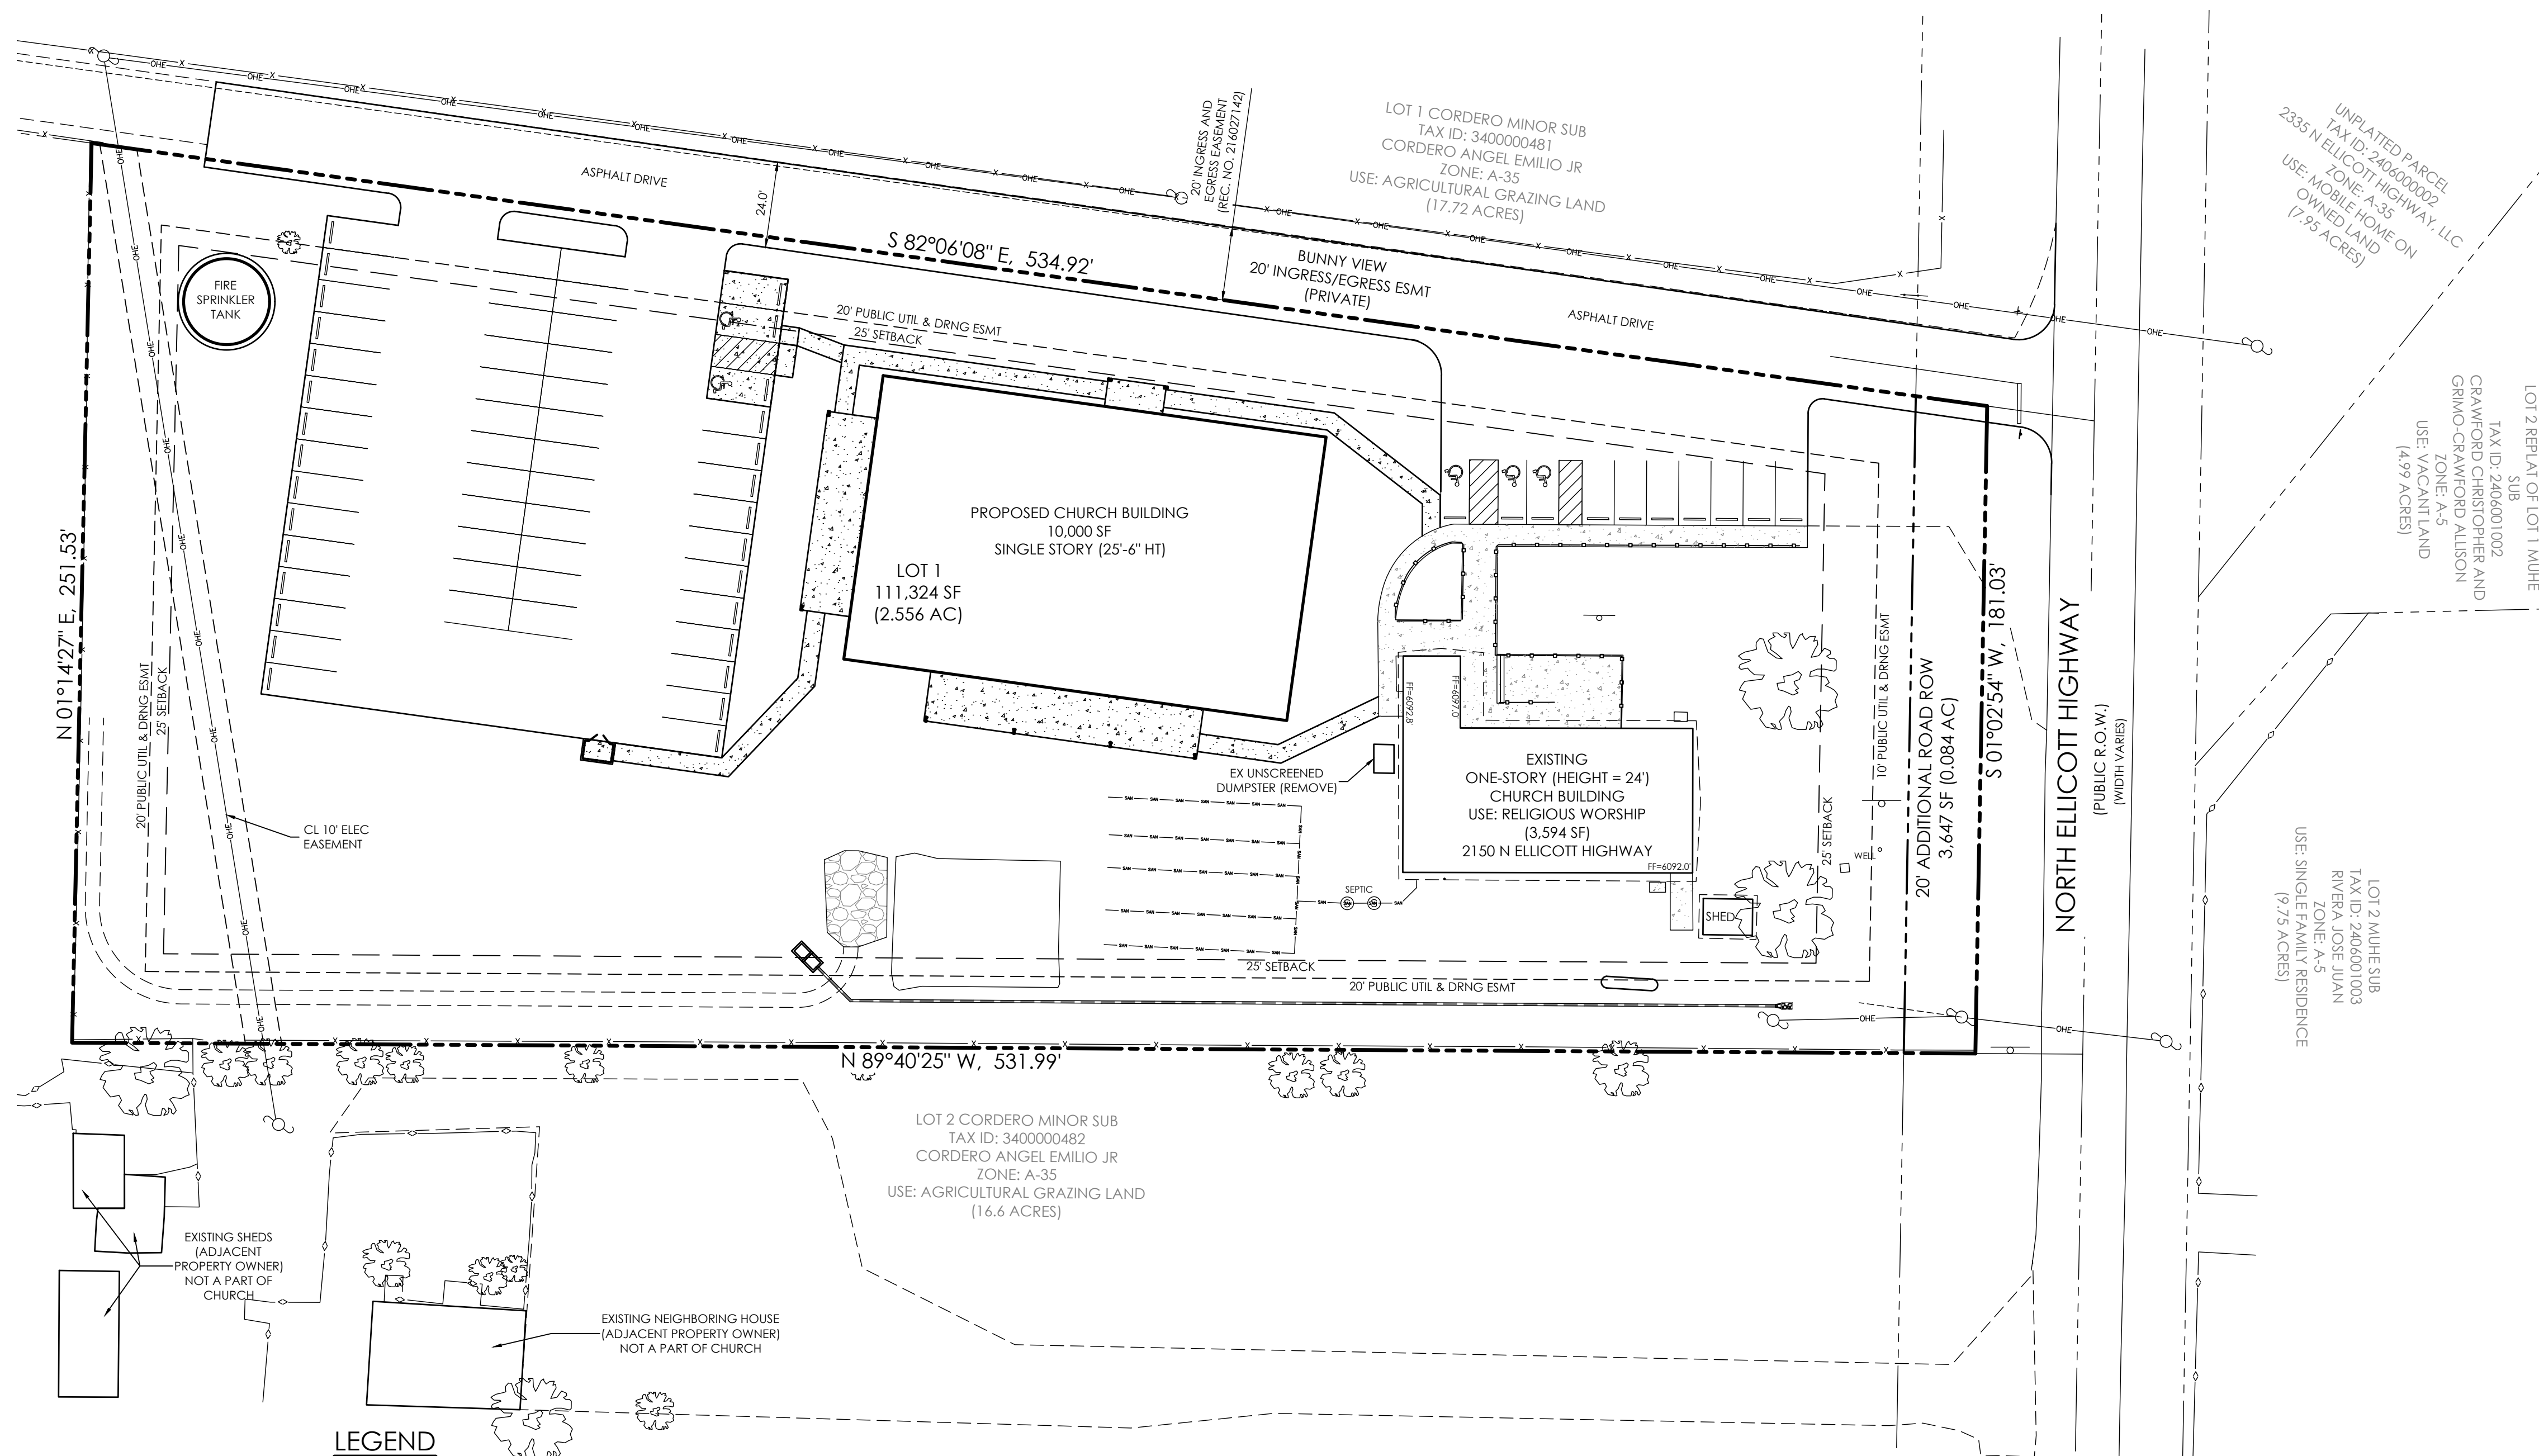 20' INGRESS AND
EGRESS EASEMENT
(REC. NO. 216027142)
LOT 1 CORDERO MINOR SUB
TAX ID: 3400000481
CORDERO ANGEL EMILIO JR
ZONE: A-35
USE: AGRICULTURAL GRAZING LAND
(17.72 ACRES)
UNPLATTED PARCEL
TAX ID: 2406000002
2335 N ELLICOTT HIGHWAY, LLC
ZONE: A-35
USE: MOBILE HOME ON
OWNED LAND
(7.95 ACRES)
ASPHALT DRIVE
24.0'
S 82°06'08" E, 534.92'
BUNNY VIEW
20' INGRESS/EGRESS ESMT
(PRIVATE)
ASPHALT DRIVE
FIRE
SPRINKLER
TANK
20' PUBLIC UTIL & DRNG ESMT
25' SETBACK
LOT 2 REPLAT OF LOT 1 MUHE
SUB
TAX ID: 2406001002
CRAWFORD CHRISTOPHER AND
GRIMO-CRAWFORD ALLISON
ZONE: A-5
USE: VACANT LAND
(4.99 ACRES)
PROPOSED CHURCH BUILDING
10,000 SF
SINGLE STORY (25'-6" HT)
LOT 1
111,324 SF
(2.556 AC)
N 01°14'27" E, 251.53'
20' PUBLIC UTIL & DRNG ESMT
25' SETBACK
FF=6092.8'
FF=6097.0'
10' PUBLIC UTIL & DRNG ESMT
25' SETBACK
20' ADDITIONAL ROAD ROW
3,647 SF (0.084 AC)
S 01°02'54" W, 181.03'
NORTH ELLICOTT HIGHWAY
(PUBLIC R.O.W.)
(WIDTH VARIES)
EX UNSCREENED
DUMPSTER (REMOVE)
EXISTING
ONE-STORY (HEIGHT = 24')
CHURCH BUILDING
USE: RELIGIOUS WORSHIP
(3,594 SF)
2150 N ELLICOTT HIGHWAY
FF=6092.0'
WELL
CL 10' ELEC
EASEMENT
SEPTIC
SHED
LOT 2 MUHE SUB
TAX ID: 2406001003
RIVERA JOSE JUAN
ZONE: A-5
USE: SINGLE FAMILY RESIDENCE
(9.75 ACRES)
25' SETBACK
20' PUBLIC UTIL & DRNG ESMT
N 89°40'25" W, 531.99'
LOT 2 CORDERO MINOR SUB
TAX ID: 3400000482
CORDERO ANGEL EMILIO JR
ZONE: A-35
USE: AGRICULTURAL GRAZING LAND
(16.6 ACRES)
EXISTING SHEDS
(ADJACENT
PROPERTY OWNER)
NOT A PART OF
CHURCH
EXISTING NEIGHBORING HOUSE
(ADJACENT PROPERTY OWNER)
NOT A PART OF CHURCH
LEGEND